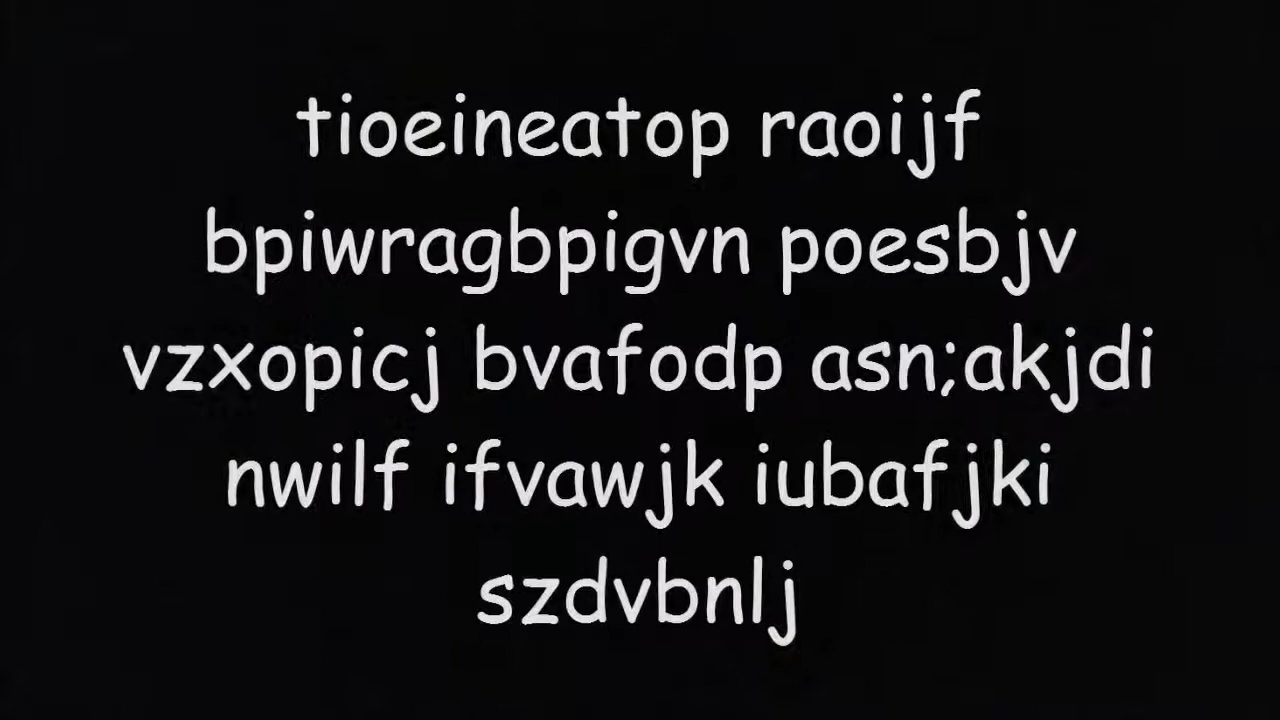 tioeineatop raoijf
bpiwragbpigvn poesbjv
vzxopicj bvafodp asn;akjdi
nwilf ifvawjk iubafjki
szdvbnlj